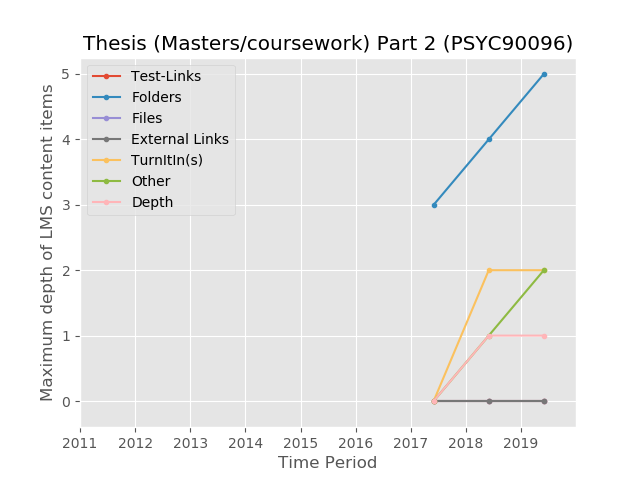 Thesis (Masters/coursework) Part 2 (PSYC90096)
Maximum depth of LMS content items
5
4
3
2
1
0
Test-Links
Folders
Files
External Links
TurnItIn(s)
Other
Depth
2011 2012 2013 2014 2015 2016 2017 2018 2019
Time Period